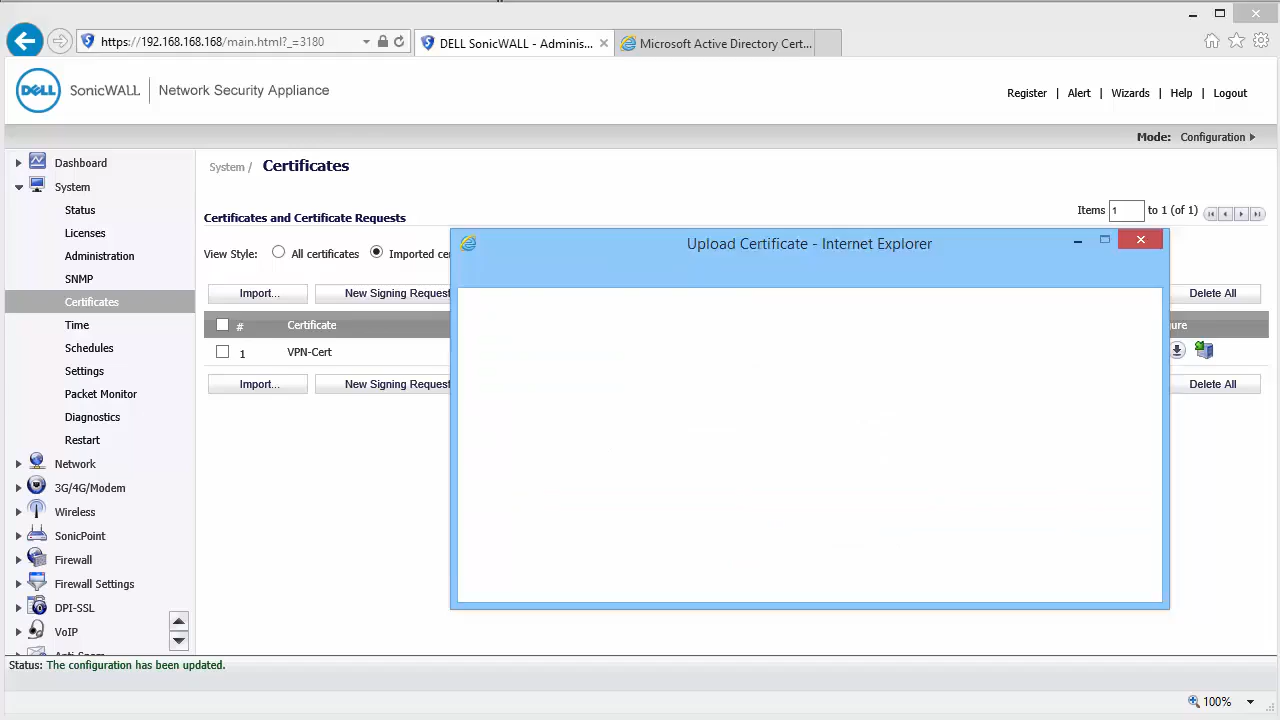 https://192.168.168.168/main.html?_=3180
DELL SonicWALL - Adminis...
Microsoft Active Directory Cert...
DELL
SonicWALL
Network Security Appliance
Register | Alert | Wizards | Help | Logout
Mode: Configuration
Dashboard
System
Status
Licenses
Administration
SNMP
Certificates
Time
Schedules
Settings
Packet Monitor
Diagnostics
Restart
Network
3G/4G/Modem
Wireless
SonicPoint
Firewall
Firewall Settings
DPI-SSL
VoIP
System / Certificates
Certificates and Certificate Requests
Items 1 to 1 (of 1)
View Style: All certificates Imported cer
Import... New Signing Request
Delete All
# Certificate
ure
1 VPN-Cert
Import... New Signing Request
Delete All
Upload Certificate - Internet Explorer
Status: The configuration has been updated.
100%